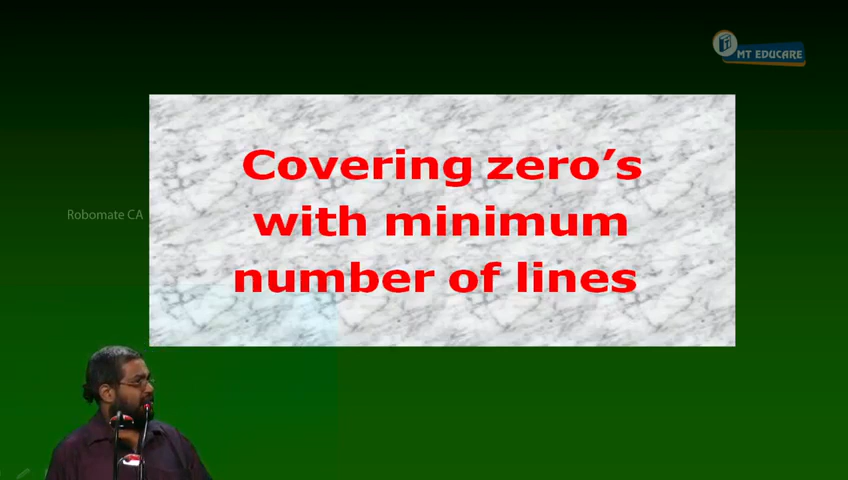 MT EDUCARE
Covering zero's
with minimum
number of lines
Robomate CA